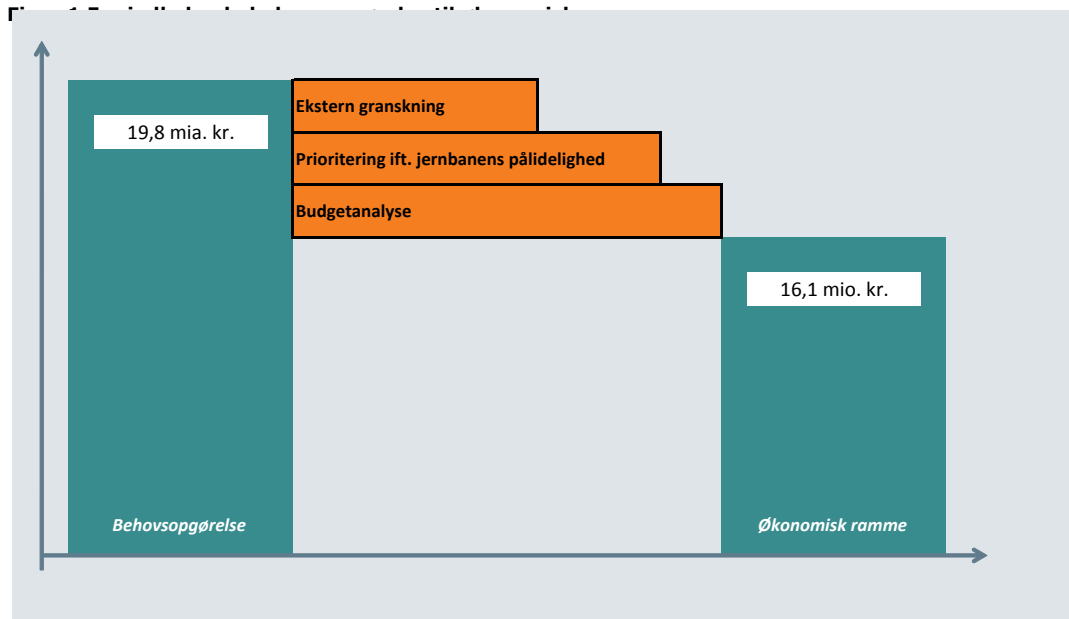 19,8 mia. kr.
Ekstern granskning
Prioritering ift. jernbanens pålidelighed
Budgetanalyse
16,1 mio. kr.
Behovsopgørelse
Økonomisk ramme